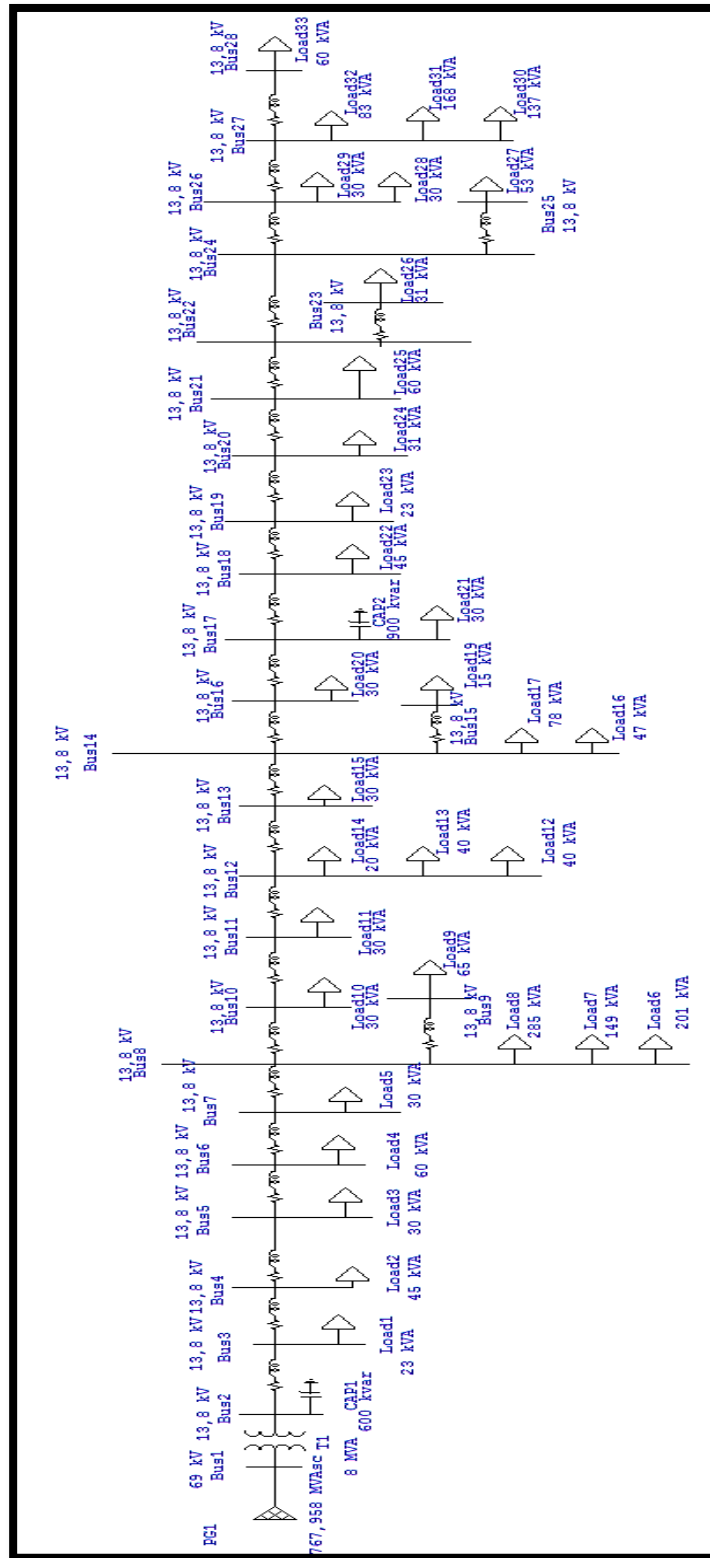 PG1
767,958 MVAsc
69 kV
Bus1
T1
8 MVA
13,8 kV
Bus2
CAP1
600 kvar
13,8 kV
Bus3
Load1
23 kVA
13,8 kV
Bus4
Load2
45 kVA
13,8 kV
Bus5
Load3
30 kVA
13,8 kV
Bus6
Load4
60 kVA
13,8 kV
Bus7
Load5
30 kVA
13,8 kV
Bus8
Load9
65 kVA
13,8 kV
Bus9
Load8
285 kVA
Load7
149 kVA
Load6
201 kVA
13,8 kV
Bus10
Load10
30 kVA
13,8 kV
Bus11
Load11
30 kVA
13,8 kV
Bus12
Load14
20 kVA
Load13
40 kVA
Load12
40 kVA
13,8 kV
Bus13
Load15
30 kVA
13,8 kV
Bus14
Load19
15 kVA
13,8 kV
Bus15
Load17
78 kVA
Load16
47 kVA
13,8 kV
Bus16
Load20
30 kVA
13,8 kV
Bus17
CAP2
900 kvar
Load21
30 kVA
13,8 kV
Bus18
Load22
45 kVA
13,8 kV
Bus19
Load23
23 kVA
13,8 kV
Bus20
Load24
31 kVA
13,8 kV
Bus21
Load25
60 kVA
13,8 kV
Bus22
Bus23
13,8 kV
Load26
31 kVA
13,8 kV
Bus24
Load27
53 kVA
Bus25
13,8 kV
13,8 kV
Bus26
Load29
30 kVA
Load28
30 kVA
13,8 kV
Bus27
Load32
83 kVA
Load31
168 kVA
Load30
137 kVA
13,8 kV
Bus28
Load33
60 kVA